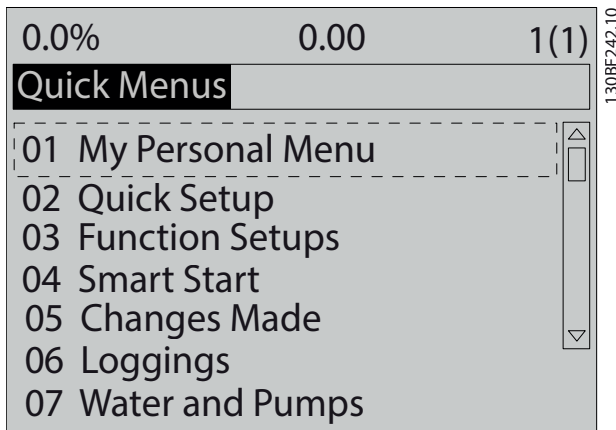 0.0% 0.00 1(1)
Quick Menus
01 My Personal Menu
02 Quick Setup
03 Function Setups
04 Smart Start
05 Changes Made
06 Loggings
07 Water and Pumps
130BF242.10